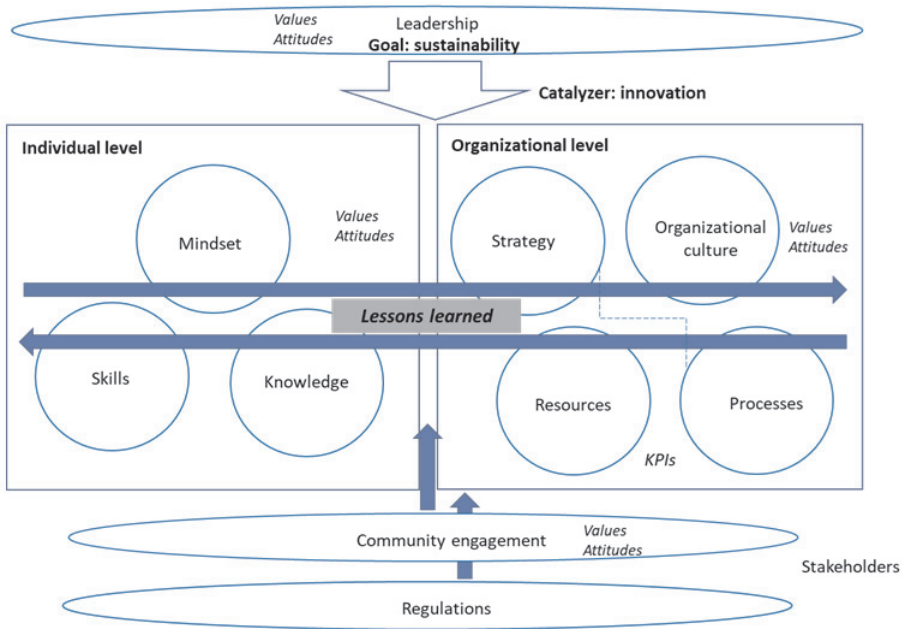 Values
Attitudes
Leadership
Goal: sustainability
Catalyzer: innovation
Individual level
Mindset
Values
Attitudes
Skills
Knowledge
Organizational level
Strategy
Organizational
culture
Values
Attitudes
Lessons learned
Resources
Processes
KPIs
Community engagement
Values
Attitudes
Stakeholders
Regulations